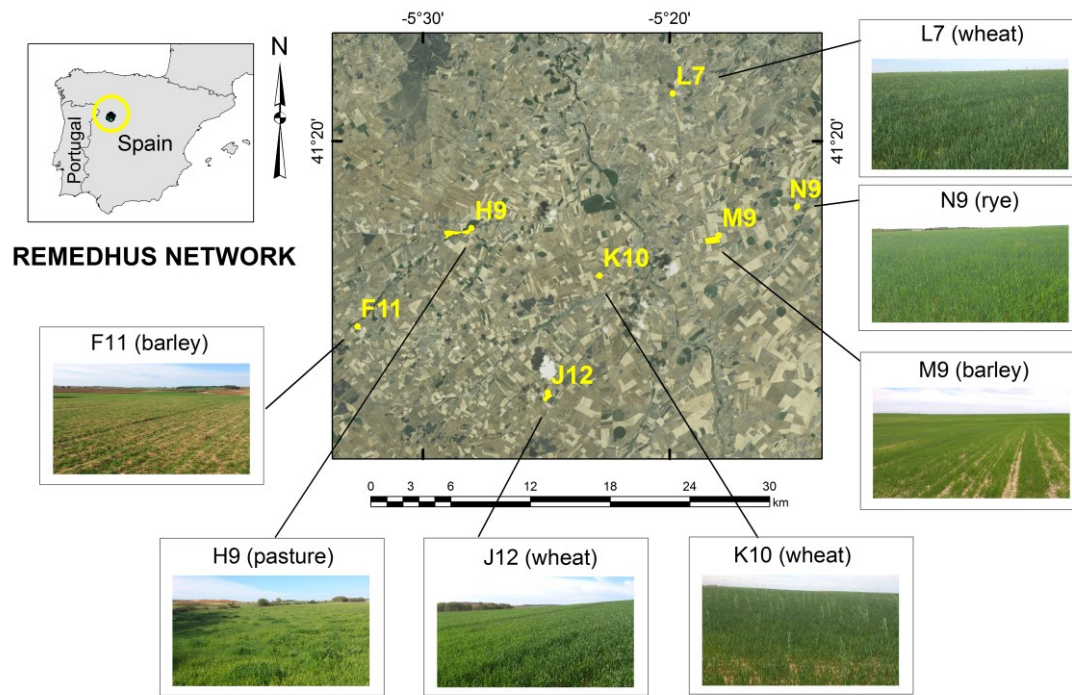 -5°30'
-5°20'
L7 (wheat)
N
Portugal
Spain
REMEDHUS NETWORK
41°20
41°20
L7
N9
H9
M9
K10
F11
J12
N9 (rye)
F11 (barley)
M9 (barley)
0 3 6 12 18 24 30
km
H9 (pasture)
J12 (wheat)
K10 (wheat)